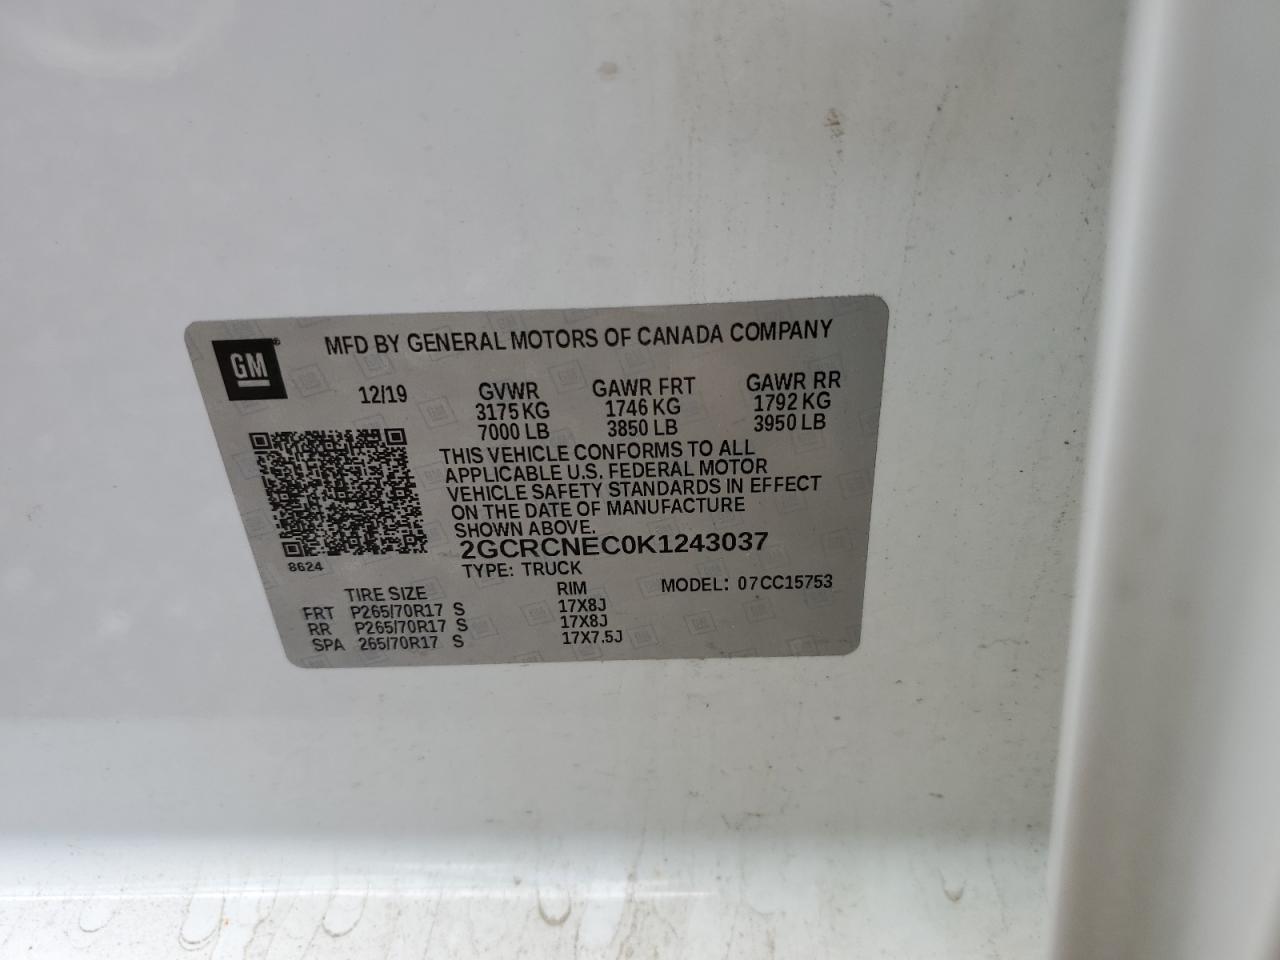 GM®
MFD BY GENERAL MOTORS OF CANADA COMPANY
12/19 GVWR GAWR FRT GAWR RR
3175 KG 1746 KG 1792 KG
7000 LB 3850 LB 3950 LB
THIS VEHICLE CONFORMS TO ALL
APPLICABLE U.S. FEDERAL MOTOR
VEHICLE SAFETY STANDARDS IN EFFECT
ON THE DATE OF MANUFACTURE
SHOWN ABOVE.
2GCRCNEC0K1243037
8624
TYPE: TRUCK
TIRE SIZE RIM MODEL: 07CC15753
FRT P265/70R17 S 17X8J
RR P265/70R17 S 17X8J
SPA 265/70R17 S 17X7.5J